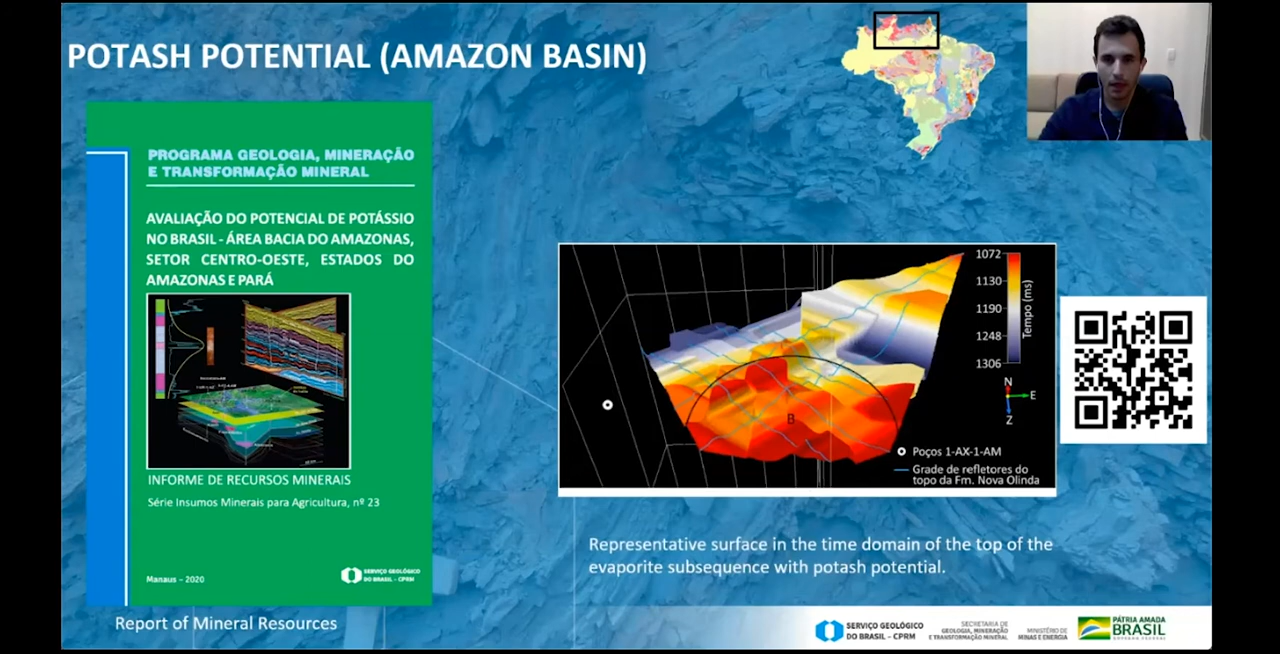 POTASH POTENTIAL (AMAZON BASIN)
PROGRAMA GEOLOGIA, MINERAÇÃO
E TRANSFORMAÇÃO MINERAL
AVALIAÇÃO DO POTENCIAL DE POTÁSSIO
NO BRASIL - ÁREA BACIA DO AMAZONAS,
SETOR CENTRO-OESTE, ESTADOS DO
AMAZONAS E PARÁ
INFORME DE RECURSOS MINERAIS
Série Insumos Minerais para Agricultura, nº 23
Manaus – 2020
SERVIÇO GEOLÓGICO
DO BRASIL – CPRM
Report of Mineral Resources
1072
1130
1190
1248
1306
Tempo (ms)
N
E
Z
B
Poços 1-AX-1-AM
Grade de refletores do
topo da Fm. Nova Olinda
Representative surface in the time domain of the top of the
evaporite subsequence with potash potential.
SERVIÇO GEOLÓGICO
DO BRASIL – CPRM
SECRETARIA DE
GEOLOGIA, MINERAÇÃO
E TRANSFORMAÇÃO MINERAL
MINISTÉRIO DE
MINAS E ENERGIA
PÁTRIA AMADA
BRASIL
GOVERNO FEDERAL